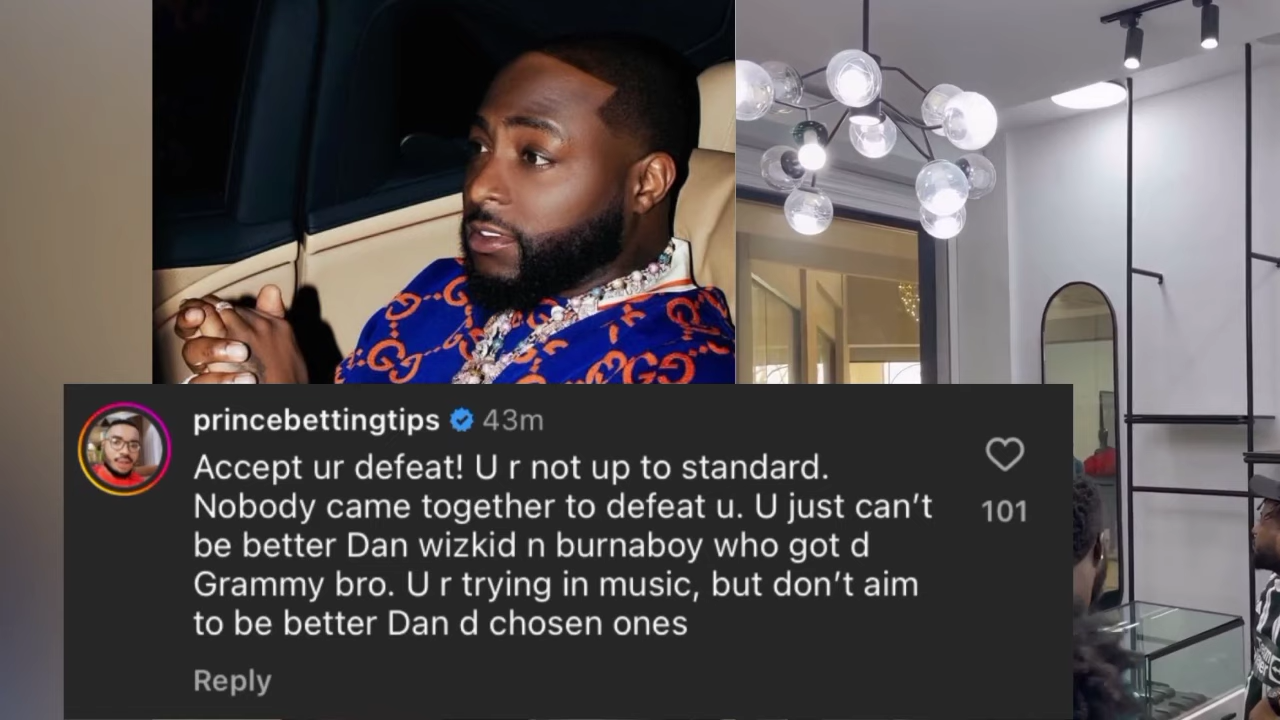 princebettingtips 43m
Accept ur defeat! U r not up to standard.
Nobody came together to defeat u. U just can’t
be better Dan wizkid n burnaboy who got d
Grammy bro. U r trying in music, but don’t aim
to be better Dan d chosen ones
101
Reply